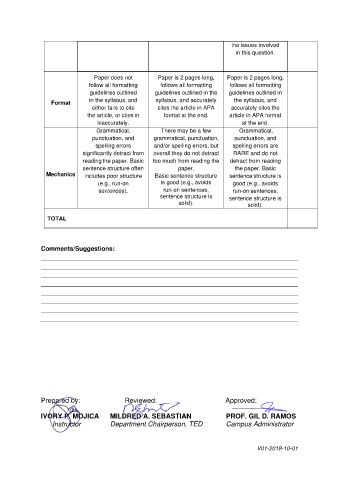 the issues involved
in this question.
Format
Paper does not
follow all formatting
guidelines outlined
in the syllabus, and
either fails to cite
the article, or cites in
inaccurately.
Paper is 2 pages long,
follows all formatting
guidelines outlined in the
syllabus, and accurately
cites the article in APA
format at the end.
Paper is 2 pages long,
follows all formatting
guidelines outlined in
the syllabus, and
accurately cites the
article in APA format
at the end.
Mechanics
Grammatical,
punctuation, and
spelling errors
significantly detract from
reading the paper. Basic
sentence structure often
includes poor structure
(e.g., run-on
sentences).
There may be a few
grammatical, punctuation,
and/or spelling errors, but
overall they do not detract
too much from reading the
paper.
Basic sentence structure
is good (e.g., avoids
run-on sentences,
sentence structure is
solid).
Grammatical,
punctuation, and
spelling errors are
RARE and do not
detract from reading
the paper. Basic
sentence structure is
good (e.g., avoids
run-on sentences,
sentence structure is
solid).
TOTAL
Comments/Suggestions:
Prepared by: Reviewed: Approved:
IVORY P. MOJICA MILDRED A. SEBASTIAN PROF. GIL D. RAMOS
Instructor Department Chairperson, TED Campus Administrator
V01-2018-10-01